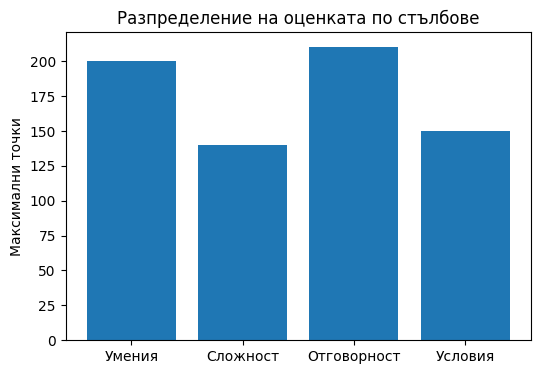 Разпределение на оценката по стълбове
Максимални точки
200
175
150
125
100
75
50
25
0
Умения
Сложност
Отговорност
Условия